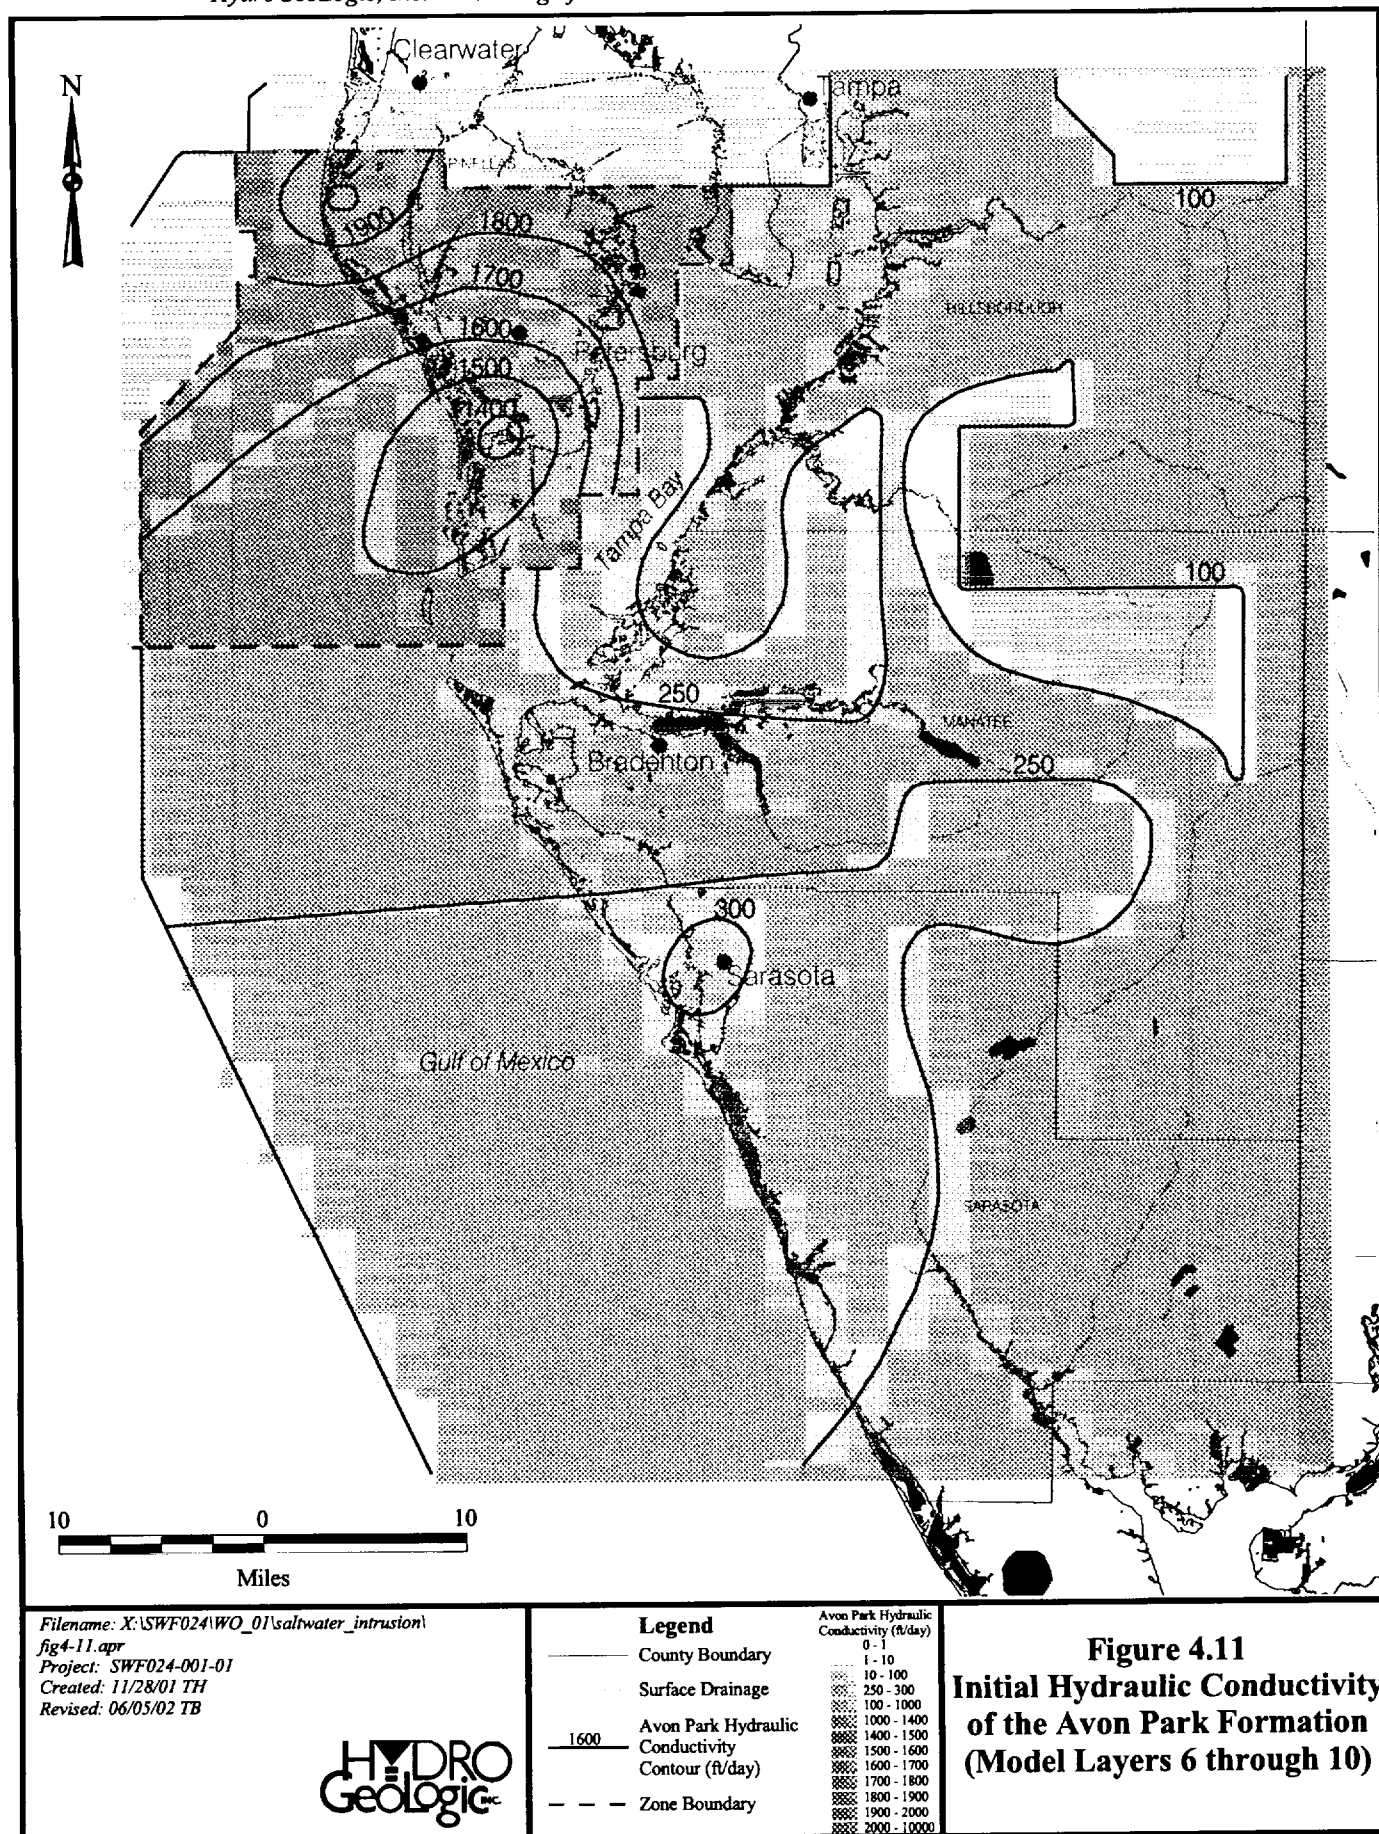 Clearwater
Tampa
N
PINELLAS
100
1900
1800
1700
HILLSBOROUGH
1600
Petersburg
1500
1400
Tampa Bay
100
250
MANATEE
Bradenton
250
300
Sarasota
Gulf of Mexico
SARASOTA
10 0 10
Miles
Filename: X:\SWF024\WO_01\saltwater_intrusion\
fig4-11.apr
Project: SWF024-001-01
Created: 11/28/01 TH
Revised: 06/05/02 TB
HYDRO
GeoLogic INC.
Legend
County Boundary
Surface Drainage
1600
Avon Park Hydraulic
Conductivity
Contour (ft/day)
Zone Boundary
Avon Park Hydraulic
Conductivity (ft/day)
0 - 1
1 - 10
10 - 100
250 - 300
100 - 1000
1000 - 1400
1400 - 1500
1500 - 1600
1600 - 1700
1700 - 1800
1800 - 1900
1900 - 2000
2000 - 10000
Figure 4.11
Initial Hydraulic Conductivity
of the Avon Park Formation
(Model Layers 6 through 10)